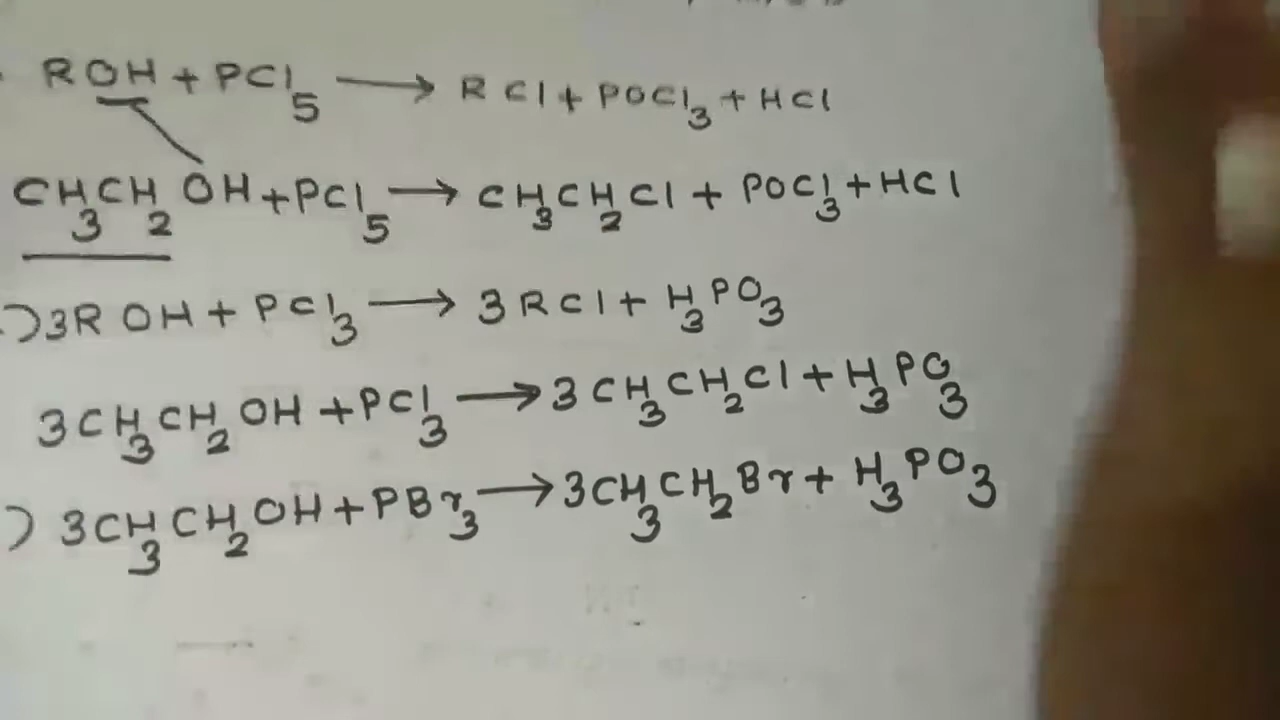 ROH + PCl5 → RCl + POCl3 + HCl
CH3CH2OH + PCl5 → CH3CH2Cl + POCl3 + HCl
) 3ROH + PCl3 → 3RCl + H3PO3
3CH3CH2OH + PCl3 → 3CH3CH2Cl + H3PO3
) 3CH3CH2OH + PBr3 → 3CH3CH2Br + H3PO3